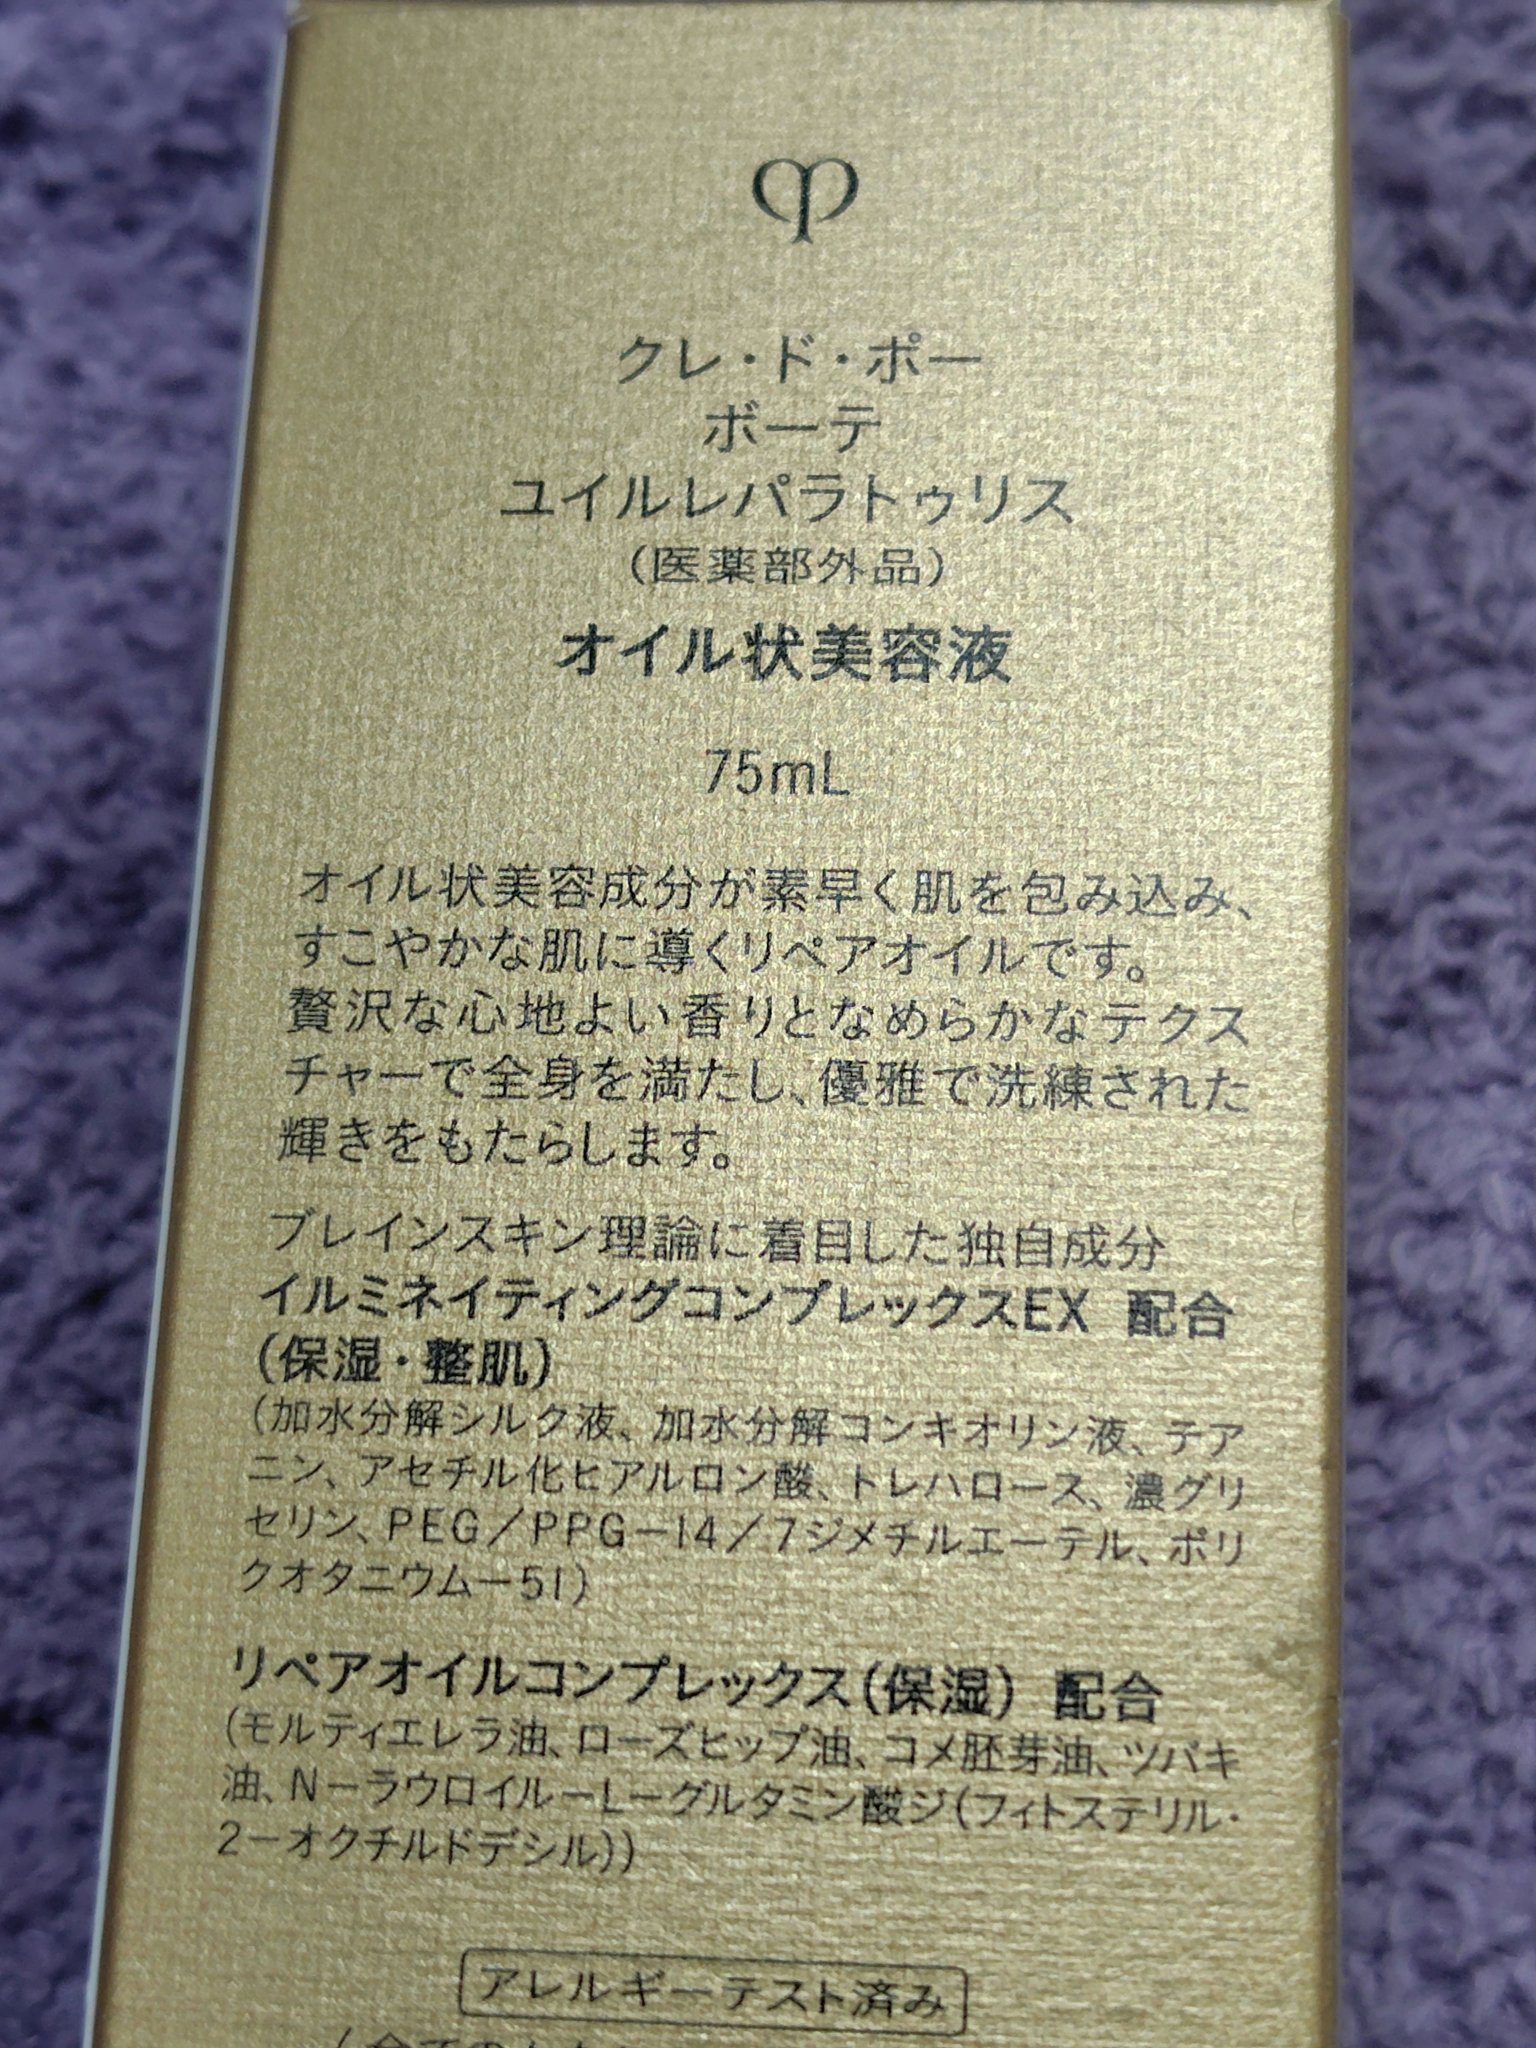 クレ・ド・ポー
ボーテ
ユイルレパラトゥリス
（医薬部外品）
オイル状美容液
75mL
オイル状美容成分が素早く肌を包み込み、
すこやかな肌に導くリペアオイルです。
贅沢な心地よい香りとなめらかなテクス
チャーで全身を満たし、優雅で洗練された
輝きをもたらします。
ブレインスキン理論に着目した独自成分
イルミネイティングコンプレックスEX 配合
（保湿・整肌）
（加水分解シルク液、加水分解コンキオリン液、テア
ニン、アセチル化ヒアルロン酸、トレハロース、濃グリ
セリン、PEG／PPG－14／7ジメチルエーテル、ポリ
クオタニウム－51）
リペアオイルコンプレックス（保湿） 配合
（モルティエレラ油、ローズヒップ油、コメ胚芽油、ツバキ
油、N－ラウロイル－L－グルタミン酸ジ（フィトステリル・
2－オクチルドデシル））
アレルギーテスト済み